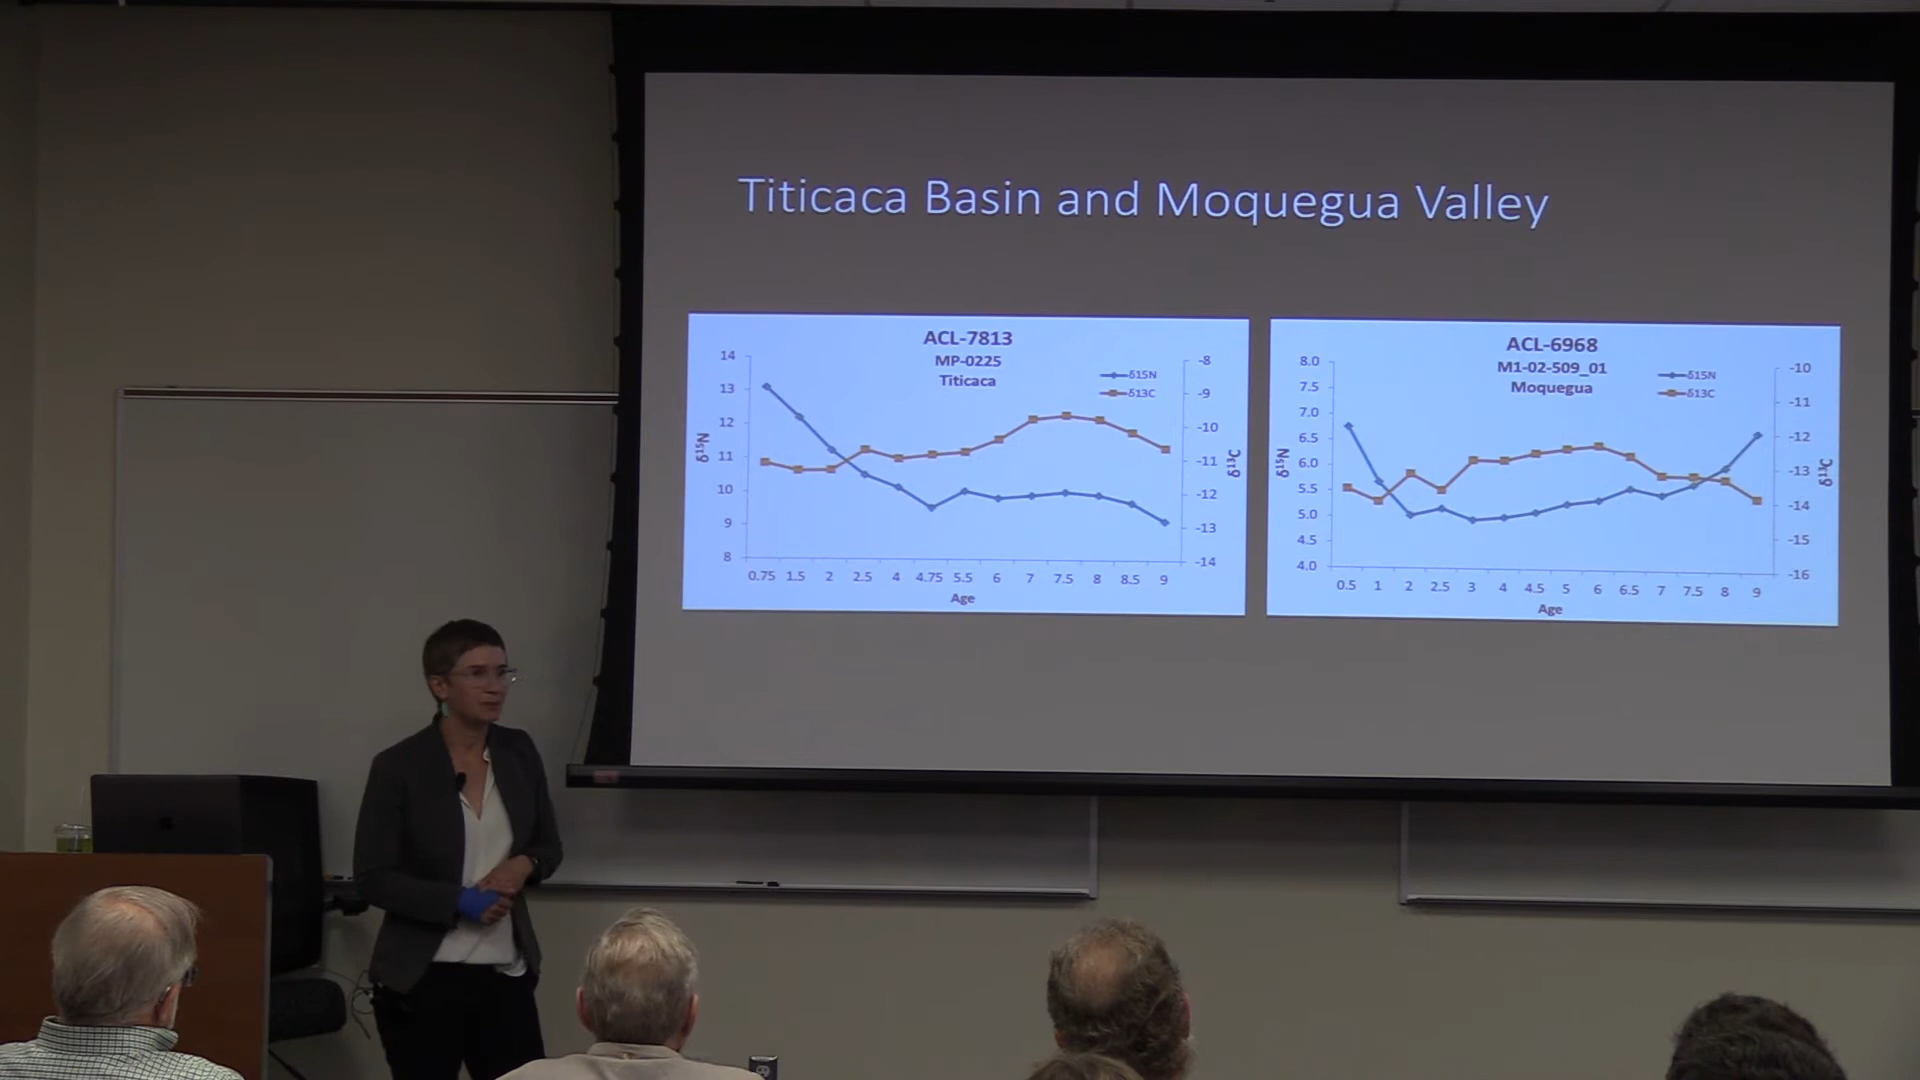 Titicaca Basin and Moquegua Valley
ACL-7813
MP-0225
Titicaca
δ15N
δ13C
14
13
12
11
10
9
8
δ¹⁵N
-8
-9
-10
-11
-12
-13
-14
δ¹³C
0.75 1.5 2 2.5 4 4.75 5.5 6 7 7.5 8 8.5 9
Age
ACL-6968
M1-02-509_01
Moquegua
δ15N
δ13C
8.0
7.5
7.0
6.5
6.0
5.5
5.0
4.5
4.0
δ¹⁵N
-10
-11
-12
-13
-14
-15
-16
δ¹³C
0.5 1 2 2.5 3 4 4.5 5 6 6.5 7 7.5 8 9
Age